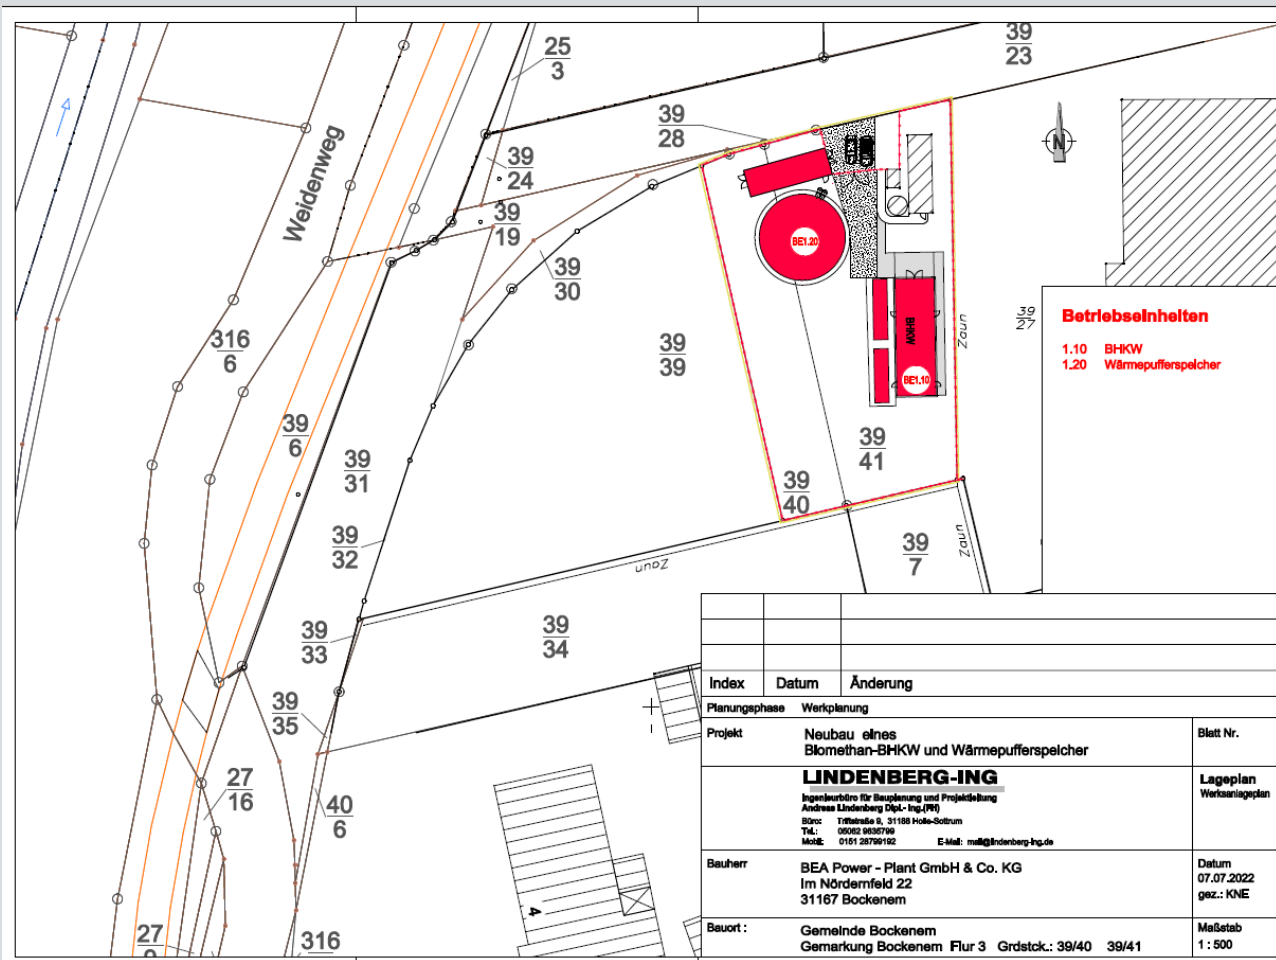 25
3
39
23
39
28
39
24
Weidenweg
39
19
39
30
N
BE1.20
39
27
Zaun
Betriebseinheiten
1.10 BHKW
1.20 Wärmepufferspeicher
316
6
39
39
BHKW
BE1.10
39
6
39
31
39
41
39
40
39
32
39
7
Zaun
Zaun
39
33
39
34
39
35
27
16
40
6
4
27
316
Index Datum Änderung
Planungsphase Werkplanung
Projekt Neubau eines
Biomethan-BHKW und Wärmepufferspeicher
Blatt Nr.
LINDENBERG-ING
Ingenieurbüro für Bauplanung und Projektleitung
Andreas Lindenberg Dipl.- Ing.(FH)
Büro: Triftstraße 9, 31188 Holle-Sottrum
Tel.: 05062 9635799
Mobil: 0151 28799192 E-Mail: mail@lindenberg-ing.de
Lageplan
Werksanlageplan
Bauherr BEA Power - Plant GmbH & Co. KG
Im Nördernfeld 22
31167 Bockenem
Datum
07.07.2022
gez.: KNE
Bauort : Gemeinde Bockenem
Gemarkung Bockenem Flur 3 Grdstck.: 39/40 39/41
Maßstab
1 : 500